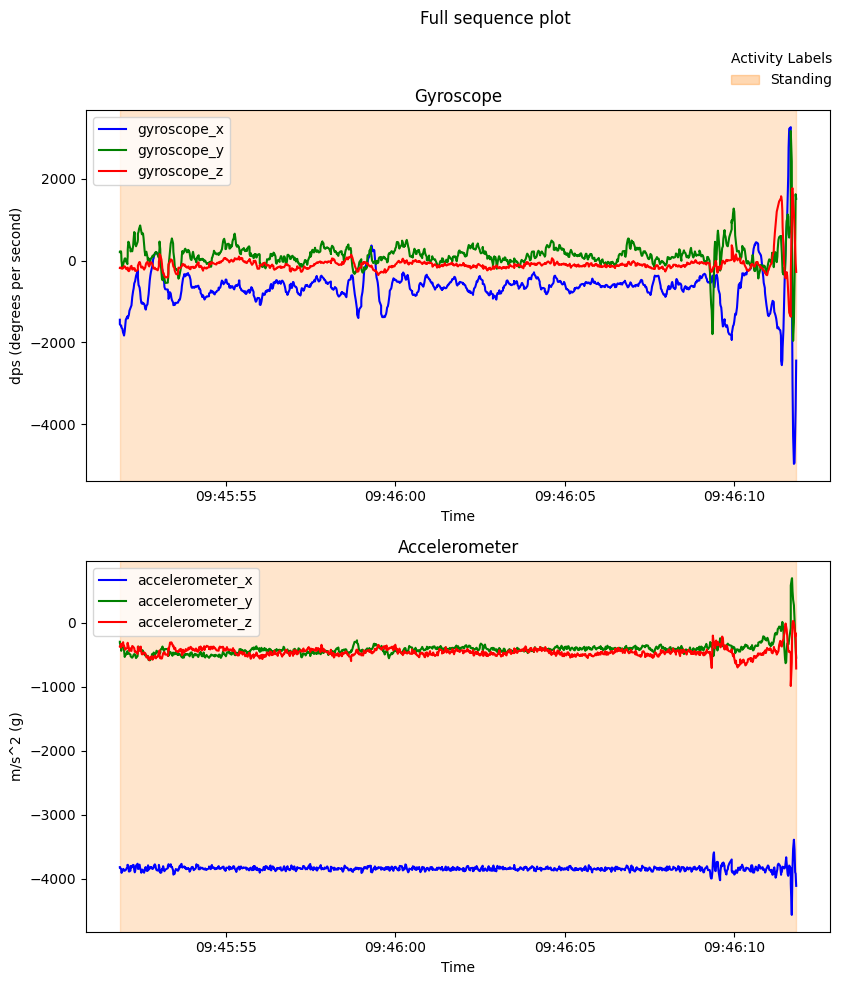 Full sequence plot
Activity Labels
Standing
Gyroscope
gyroscope_x
gyroscope_y
gyroscope_z
dps (degrees per second)
2000
0
−2000
−4000
09:45:55
09:46:00
09:46:05
09:46:10
Time
Accelerometer
accelerometer_x
accelerometer_y
accelerometer_z
m/s^2 (g)
0
−1000
−2000
−3000
−4000
09:45:55
09:46:00
09:46:05
09:46:10
Time